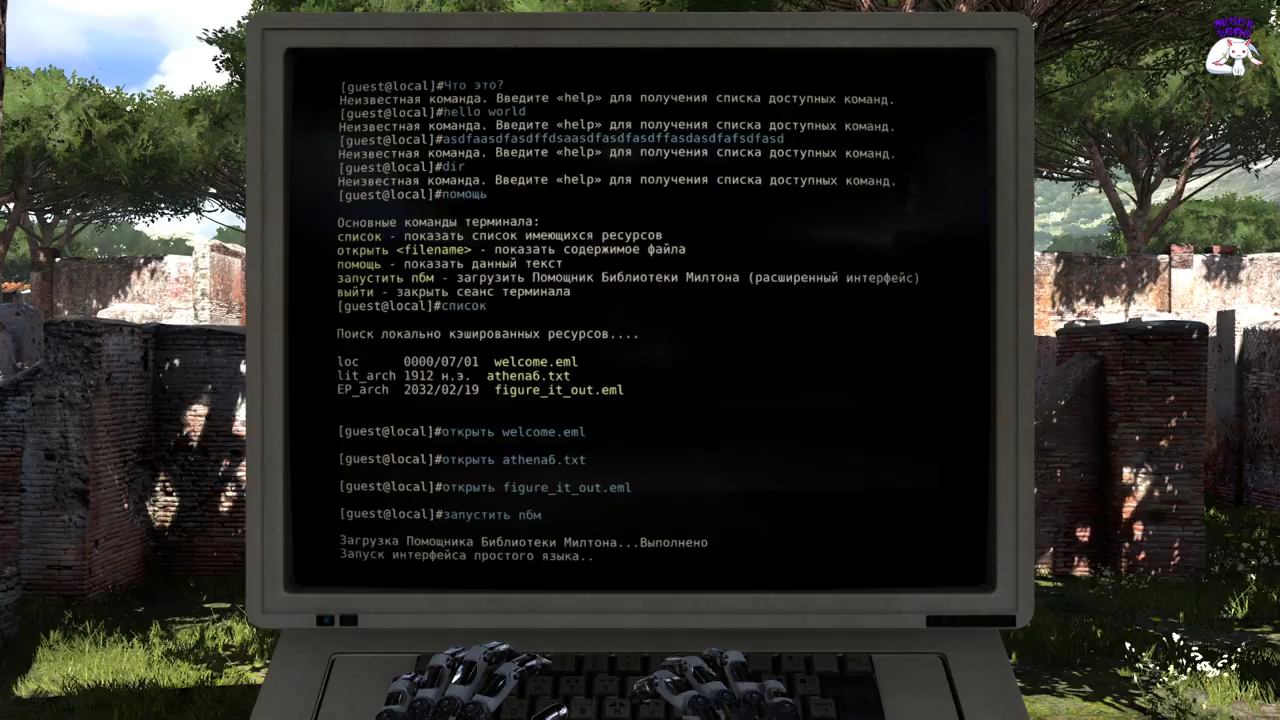 [guest@local]#Что это?
Неизвестная команда. Введите «help» для получения списка доступных команд.
[guest@local]#hello world
Неизвестная команда. Введите «help» для получения списка доступных команд.
[guest@local]#asdfaasdfasdffdsaasdfasdfasdffasdasdfafsdfasd
Неизвестная команда. Введите «help» для получения списка доступных команд.
[guest@local]#dir
Неизвестная команда. Введите «help» для получения списка доступных команд.
[guest@local]#помощь
Основные команды терминала:
список - показать список имеющихся ресурсов
открыть <filename> - показать содержимое файла
помощь - показать данный текст
запустить пбм - загрузить Помощник Библиотеки Милтона (расширенный интерфейс)
выйти - закрыть сеанс терминала
[guest@local]#список
Поиск локально кэшированных ресурсов....
loc 0000/07/01 welcome.eml
lit_arch 1912 н.э. athena6.txt
EP_arch 2032/02/19 figure_it_out.eml
[guest@local]#открыть welcome.eml
[guest@local]#открыть athena6.txt
[guest@local]#открыть figure_it_out.eml
[guest@local]#запустить пбм
Загрузка Помощника Библиотеки Милтона...Выполнено
Запуск интерфейса простого языка..